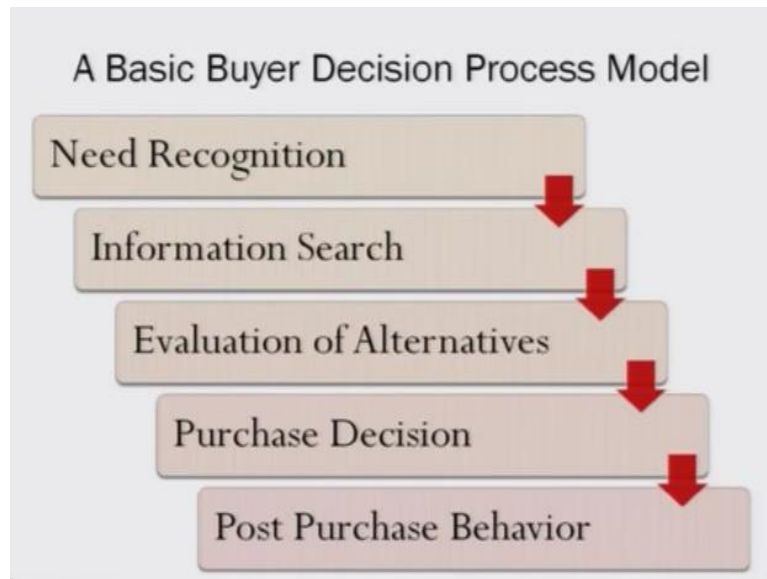 A Basic Buyer Decision Process Model
Need Recognition
Information Search
Evaluation of Alternatives
Purchase Decision
Post Purchase Behavior